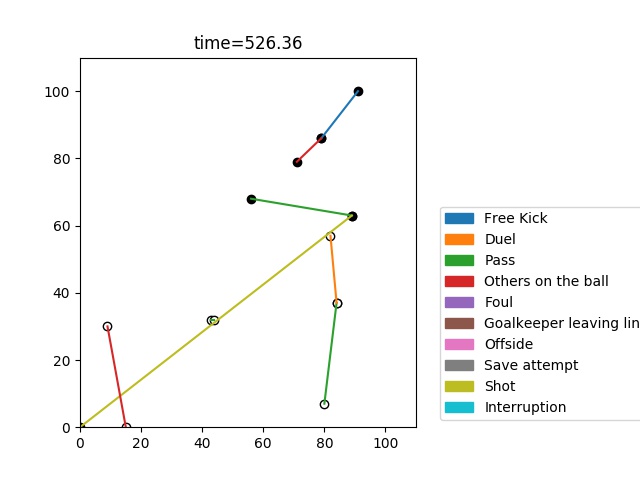 time=526.36
100
80
60
40
20
0
0 20 40 60 80 100
Free Kick
Duel
Pass
Others on the ball
Foul
Goalkeeper leaving lin
Offside
Save attempt
Shot
Interruption